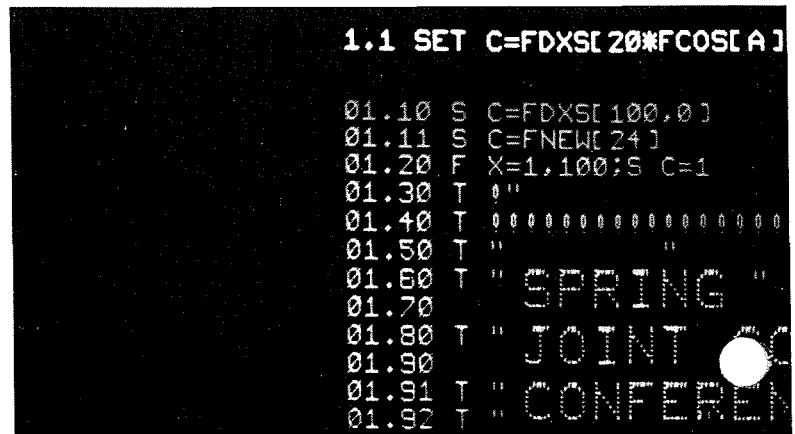 1.1 SET C=FDXS[20*FCOS[A]
01.10 S C=FDXS[100,0]
01.11 S C=FNEW[24]
01.20 F X=1,100;S C=1
01.30 T !"
01.40 T !!!!!!!!!!!!!!!!!!!!
01.50 T " "
01.60 T " SPRING "
01.70
01.80 T " JOINT CO
01.90
01.91 T " CONFEREN
01.92 T